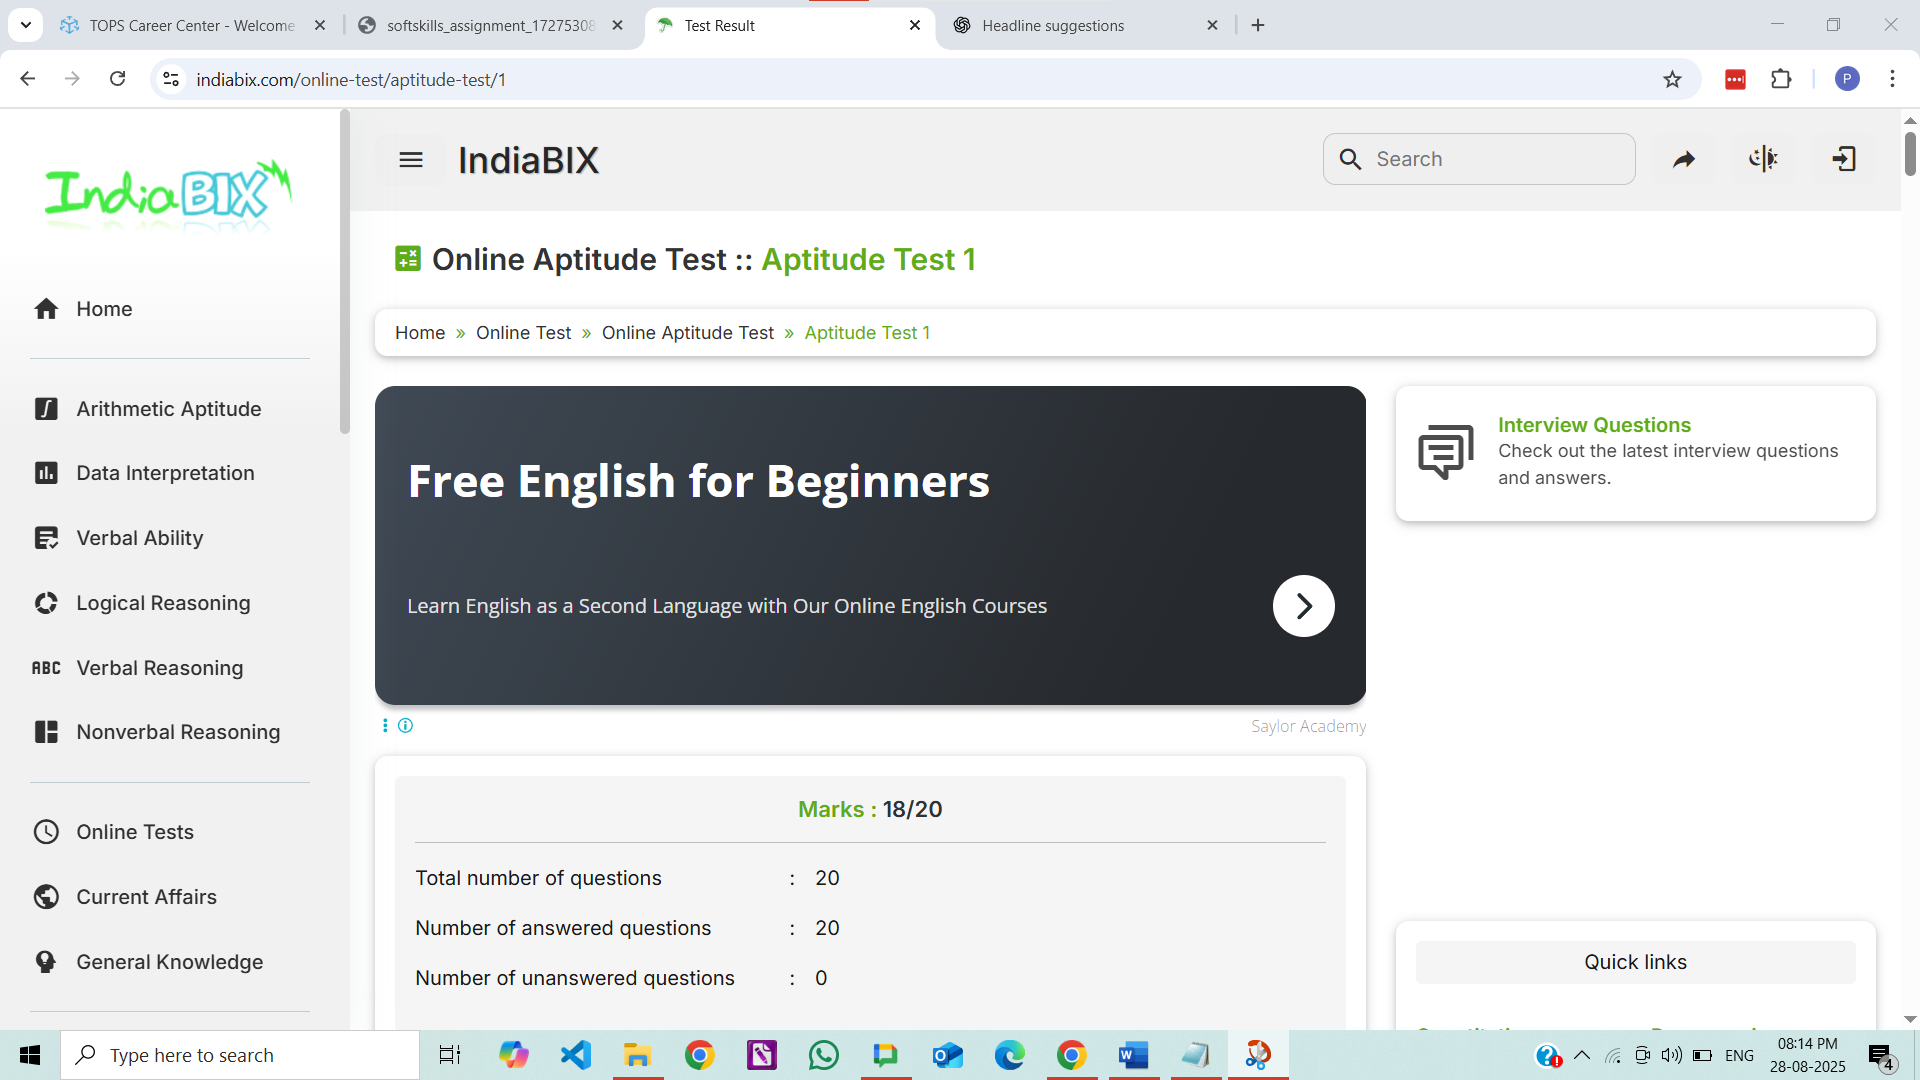 TOPS Career Center - Welcome
softskills_assignment_17275308
Test Result
Headline suggestions
indiabix.com/online-test/aptitude-test/1
P
IndiaBIX
IndiaBIX
Search
Online Aptitude Test :: Aptitude Test 1
Home
Home » Online Test » Online Aptitude Test » Aptitude Test 1
Arithmetic Aptitude
Data Interpretation
Verbal Ability
Logical Reasoning
ABC Verbal Reasoning
Nonverbal Reasoning
Online Tests
Current Affairs
General Knowledge
Free English for Beginners
Learn English as a Second Language with Our Online English Courses
Saylor Academy
Interview Questions
Check out the latest interview questions
and answers.
Marks : 18/20
Total number of questions : 20
Number of answered questions : 20
Number of unanswered questions : 0
Quick links
Type here to search
ENG
08:14 PM
28-08-2025
4